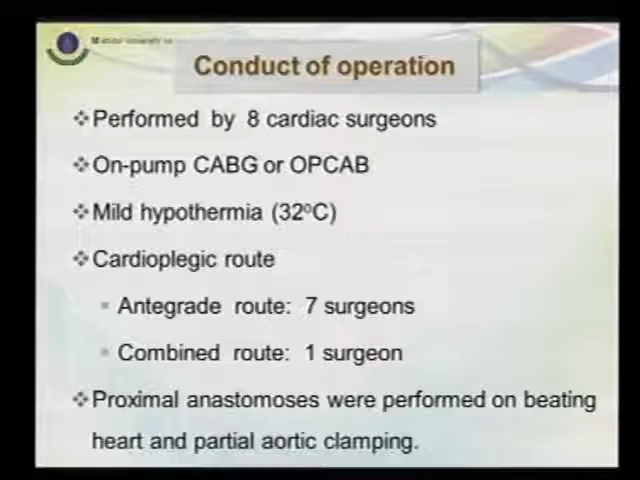 Conduct of operation
Performed by 8 cardiac surgeons
On-pump CABG or OPCAB
Mild hypothermia (32°C)
Cardioplegic route
Antegrade route: 7 surgeons
Combined route: 1 surgeon
Proximal anastomoses were performed on beating
heart and partial aortic clamping.